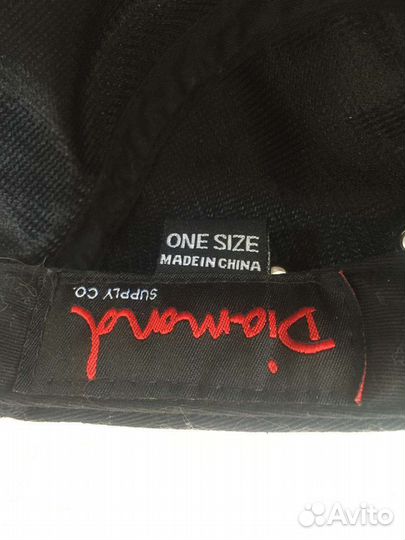 ONE SIZE
MADE IN CHINA
Diamond
SUPPLY CO.
Avito